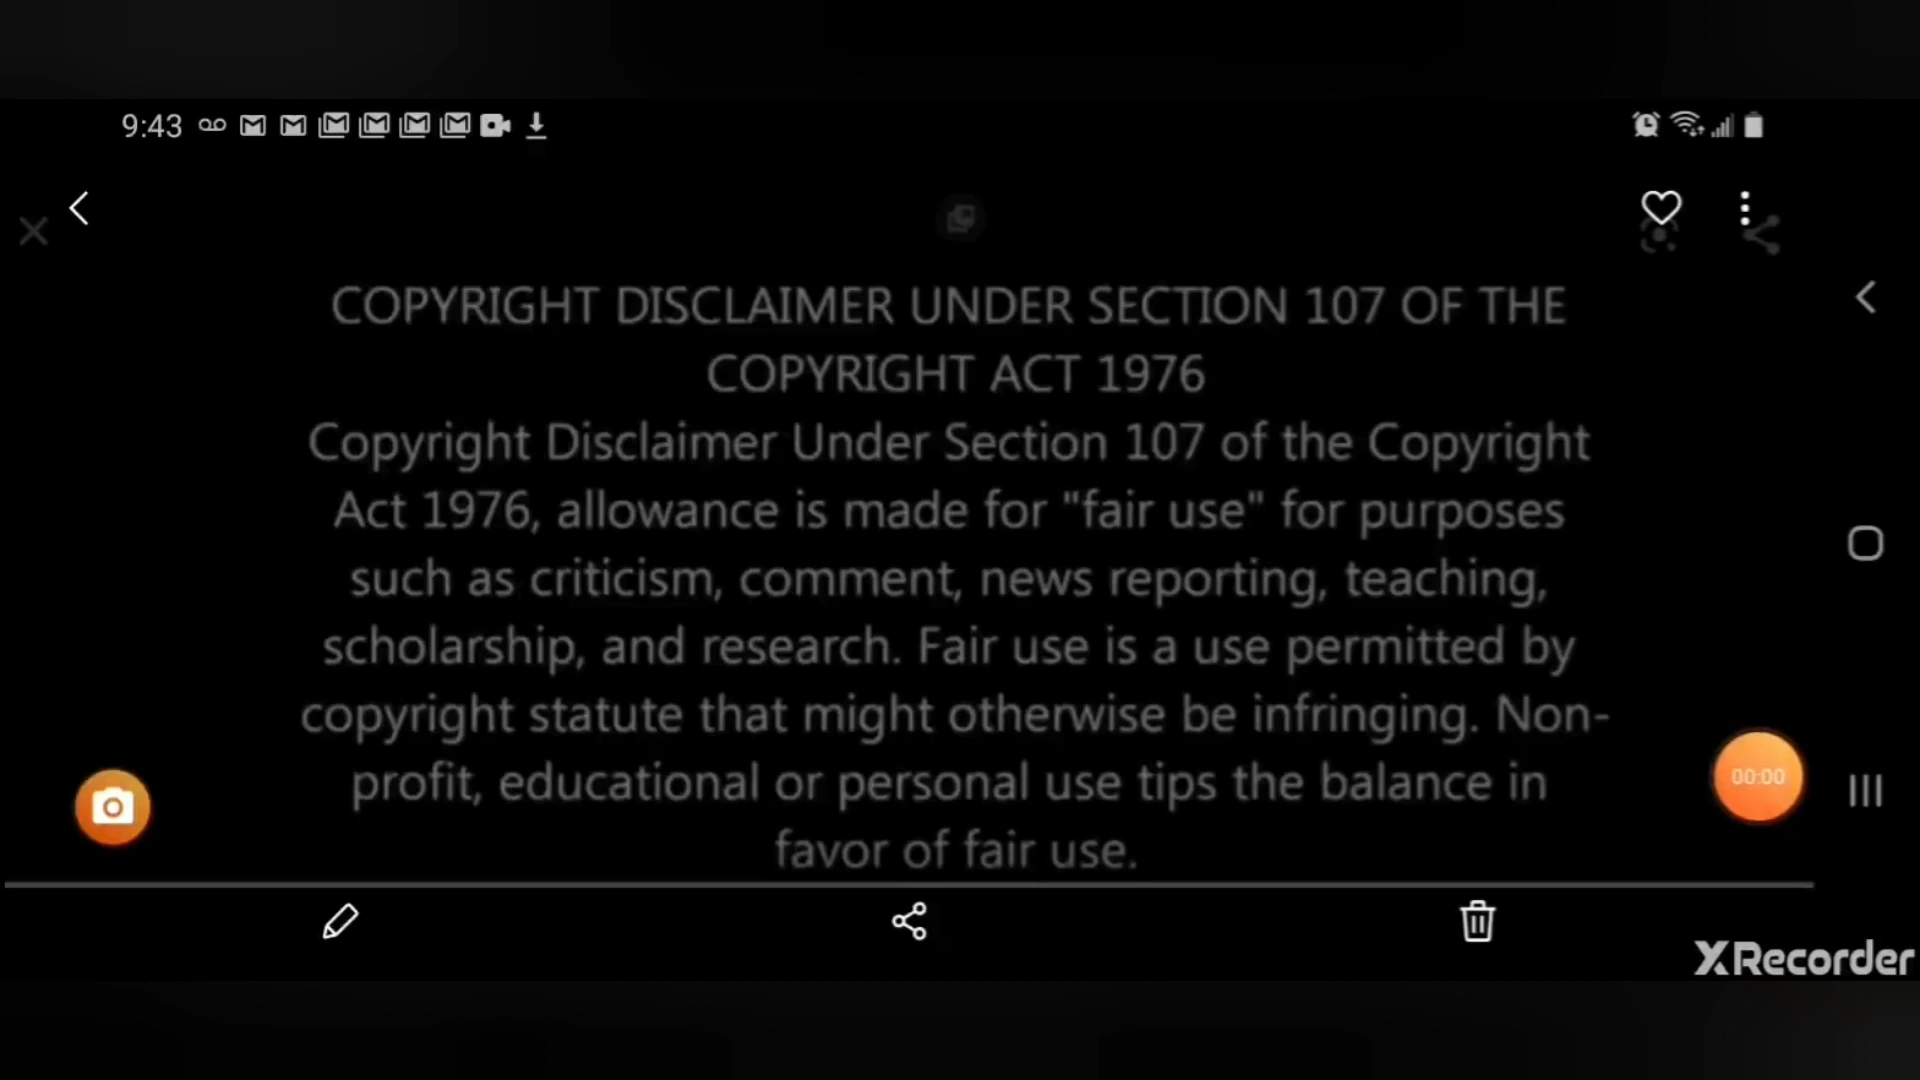 9:43
COPYRIGHT DISCLAIMER UNDER SECTION 107 OF THE
COPYRIGHT ACT 1976
Copyright Disclaimer Under Section 107 of the Copyright
Act 1976, allowance is made for "fair use" for purposes
such as criticism, comment, news reporting, teaching,
scholarship, and research. Fair use is a use permitted by
copyright statute that might otherwise be infringing. Non-
profit, educational or personal use tips the balance in
favor of fair use.
00:00
XRecorder